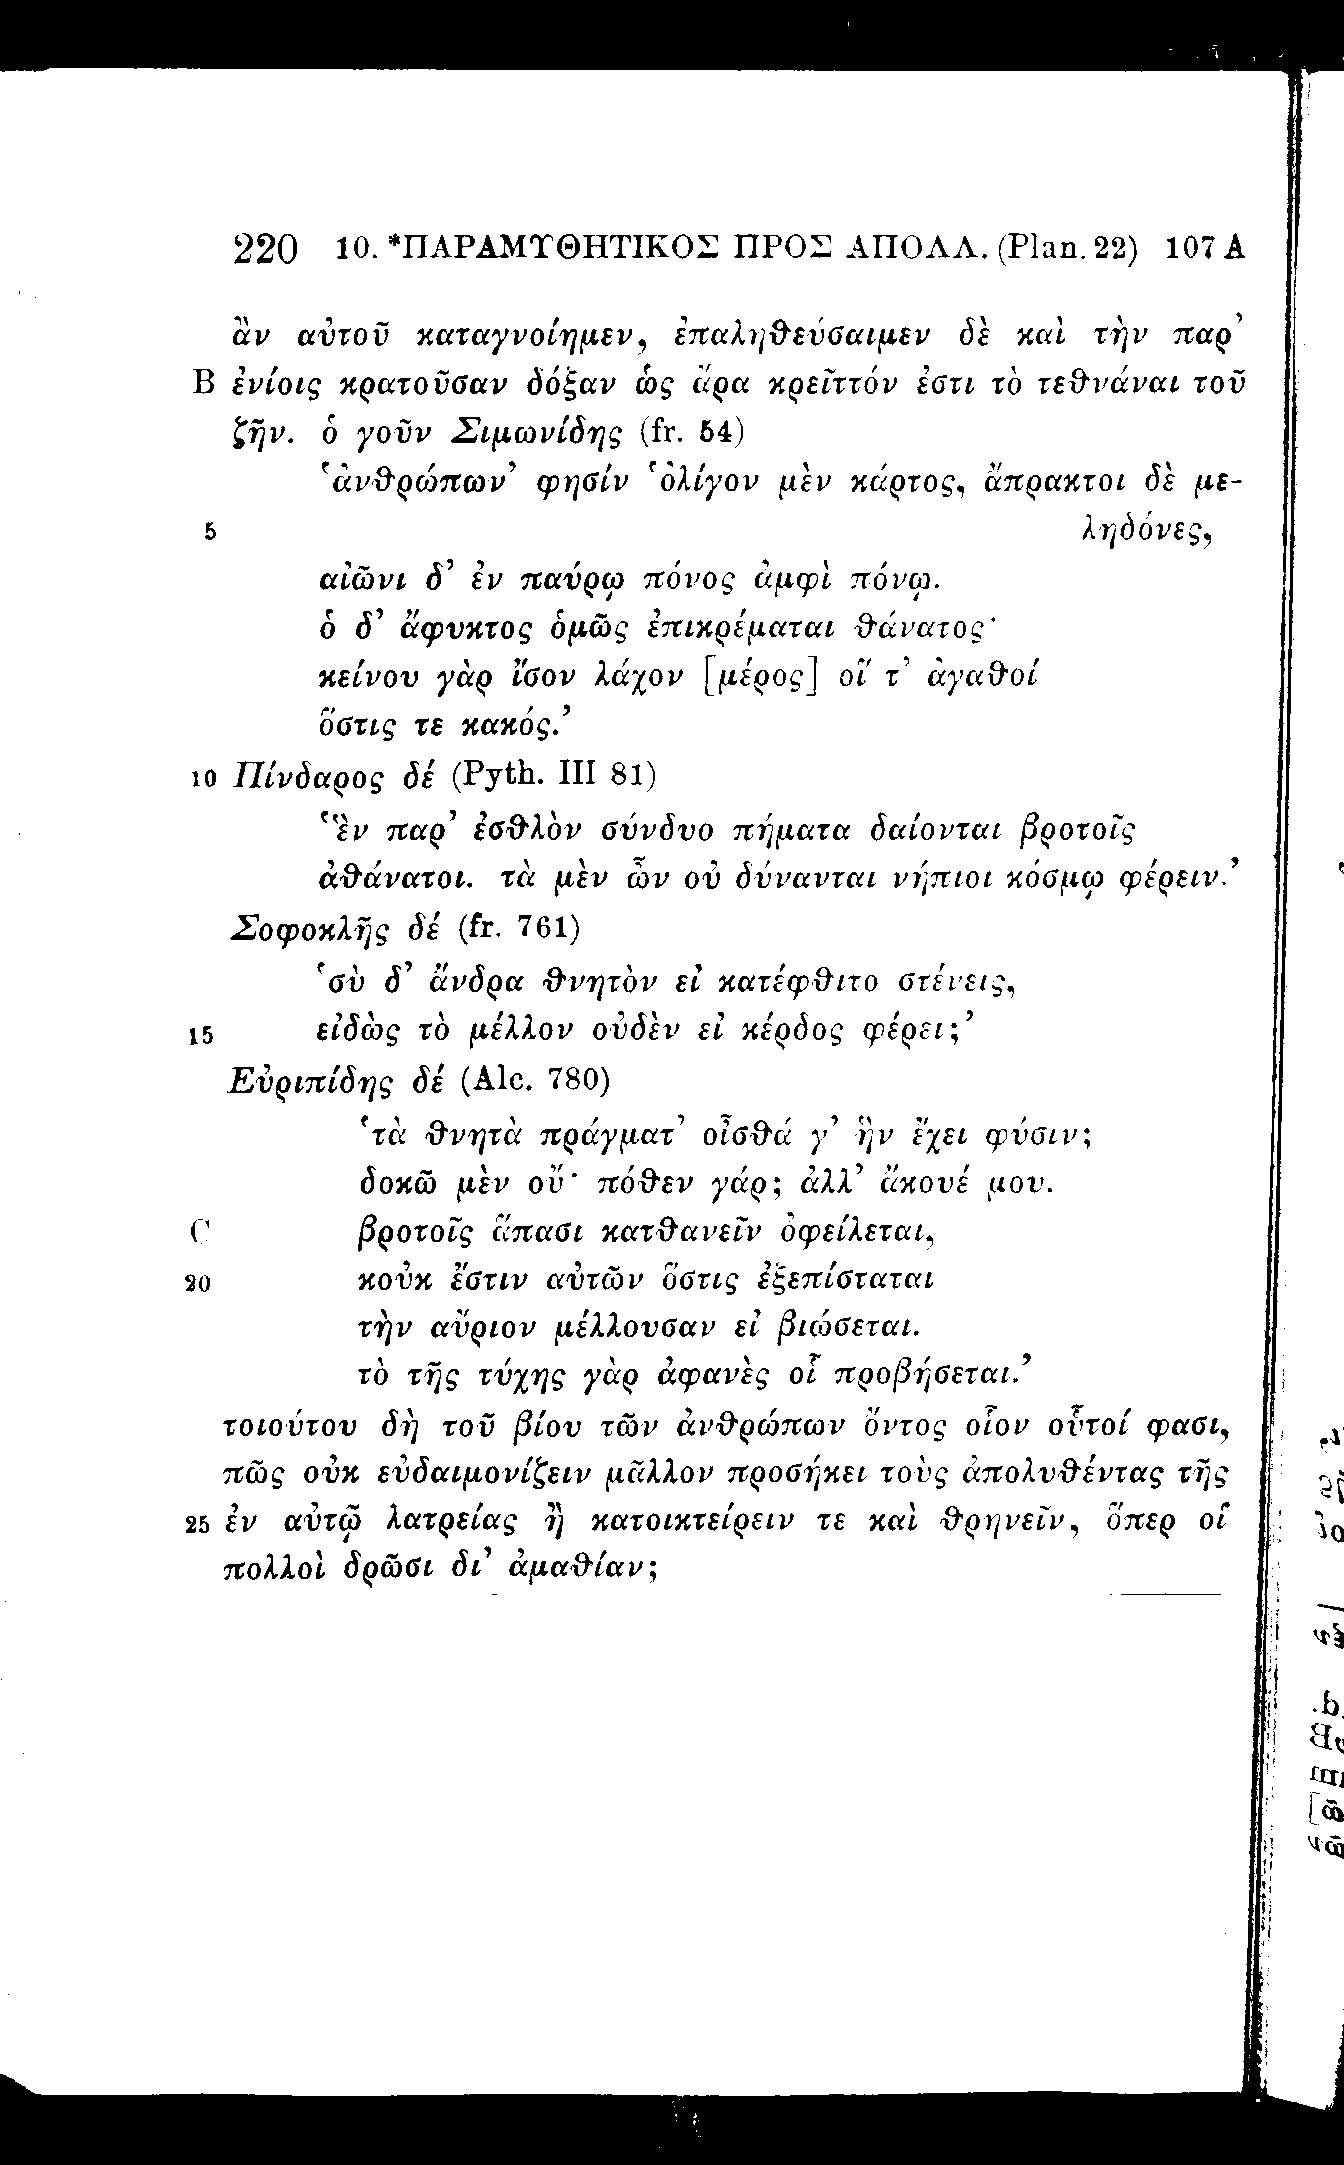 220 10. *ΠΑΡΑΜΥΘΗΤΙΚΟΣ ΠΡΟΣ ΑΠΟΛΛ. (Plan. 22) 107 A
ἂν αὐτοῦ καταγνοίημεν, ἐπαληθεύσαιμεν δὲ καὶ τὴν παρ’
B ἐνίοις κρατοῦσαν δόξαν ὡς ἄρα κρεῖττόν ἐστι τὸ τεθνάναι τοῦ
ζῆν. ὁ γοῦν Σιμωνίδης (fr. 54)
‘ἀνθρώπων’ φησίν ‘ὀλίγον μὲν κάρτος, ἄπρακτοι δὲ με-
5 ληδόνες,
αἰῶνι δ’ ἐν παύρῳ πόνος ἀμφὶ πόνῳ.
ὁ δ’ ἄφυκτος ὁμῶς ἐπικρέμαται θάνατος·
κείνου γὰρ ἴσον λάχον [μέρος] οἵ τ’ ἀγαθοί
ὅστις τε κακός.’
10 Πίνδαρος δέ (Pyth. III 81)
‘ἓν παρ’ ἐσθλὸν σύνδυο πήματα δαίονται βροτοῖς
ἀθάνατοι. τὰ μὲν ὦν οὐ δύνανται νήπιοι κόσμῳ φέρειν.’
Σοφοκλῆς δέ (fr. 761)
‘σὺ δ’ ἄνδρα θνητὸν εἰ κατέφθιτο στένεις,
15 εἰδὼς τὸ μέλλον οὐδὲν εἰ κέρδος φέρει;’
Εὐριπίδης δέ (Alc. 780)
‘τὰ θνητὰ πράγματ’ οἶσθά γ’ ἣν ἔχει φύσιν;
δοκῶ μὲν οὔ· πόθεν γάρ; ἀλλ’ ἄκουέ μου.
C βροτοῖς ἅπασι κατθανεῖν ὀφείλεται,
20 κοὐκ ἔστιν αὐτῶν ὅστις ἐξεπίσταται
τὴν αὔριον μέλλουσαν εἰ βιώσεται.
τὸ τῆς τύχης γὰρ ἀφανὲς οἷ προβήσεται.’
τοιούτου δὴ τοῦ βίου τῶν ἀνθρώπων ὄντος οἷον οὗτοί φασι,
πῶς οὐκ εὐδαιμονίζειν μᾶλλον προσήκει τοὺς ἀπολυθέντας τῆς
25 ἐν αὐτῷ λατρείας ἢ κατοικτείρειν τε καὶ θρηνεῖν, ὅπερ οἱ
πολλοὶ δρῶσι δι’ ἀμαθίαν;